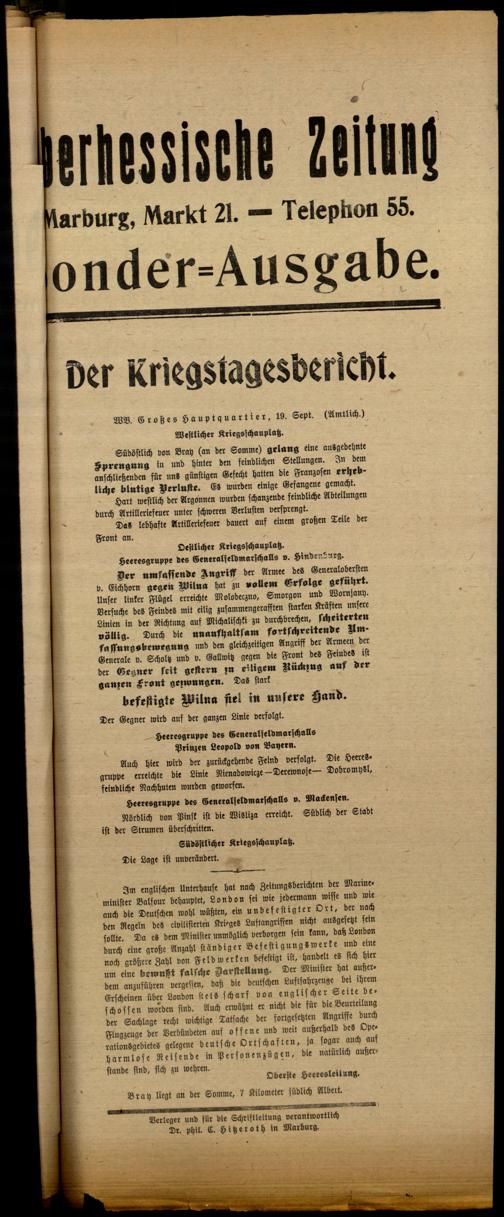 berhessische Zeitung
Marburg, Markt 21. — Telephon 55.
onder=Ausgabe.
Der Kriegstagesbericht.
WB. Großes Hauptquartier, 19. Sept. (Amtlich.)
Westlicher Kriegsschauplatz.
Südöstlich von Bray (an der Somme) gelang eine ausgedehnte
Sprengung in und hinter den feindlichen Stellungen. In dem
anschließenden für uns günstigen Gefecht hatten die Franzosen erheb-
liche blutige Verluste. Es wurden einige Gefangene gemacht.
Hart westlich der Argonnen wurden schanzende feindliche Abteilungen
durch Artilleriefeuer unter schweren Verlusten versprengt.
Das lebhafte Artilleriefeuer dauert auf einem großen Teile der
Front an.
Oestlicher Kriegsschauplatz.
Heeresgruppe des Generalfeldmarschalls v. Hindenburg.
Der umfassende Angriff der Armee des Generalobersten
v. Eichhorn gegen Wilna hat zu vollem Erfolge geführt.
Unser linker Flügel erreichte Molodeczno, Smorgon und Wornjany.
Versuche des Feindes mit eilig zusammengerafften starken Kräften unsere
Linien in der Richtung auf Michalischki zu durchbrechen, scheiterten
völlig. Durch die unaufhaltsam fortschreitende Um-
fassungsbewegung und den gleichzeitigen Angriff der Armeen der
Generale v. Scholtz und v. Gallwitz gegen die Front des Feindes ist
der Gegner seit gestern zu eiligem Rückzug auf der
ganzen Front gezwungen. Das stark
befestigte Wilna fiel in unsere Hand.
Der Gegner wird auf der ganzen Linie verfolgt.
Heeresgruppe des Generalfeldmarschalls
Prinzen Leopold von Bayern.
Auch hier wird der zurückgehende Feind verfolgt. Die Heeres-
gruppe erreichte die Linie Nienadowicze—Derewnoje— Dobromysl,
feindliche Nachhuten wurden geworfen.
Heeresgruppe des Generalfeldmarschalls v. Mackensen.
Nördlich von Pinsk ist die Wisliza erreicht. Südlich der Stadt
ist der Strumen überschritten.
Südöstlicher Kriegsschauplatz.
Die Lage ist unverändert.
Im englischen Unterhause hat nach Zeitungsberichten der Marine-
minister Balfour behauptet, London sei wie jedermann wisse und wie
auch die Deutschen wohl wüßten, ein unbefestigter Ort, der nach
den Regeln des civilisierten Krieges Luftangriffen nicht ausgesetzt sein
sollte. Da es dem Minister unmöglich verborgen sein kann, daß London
durch eine große Anzahl ständiger Befestigungswerke und eine
noch größere Zahl von Feldwerken befestigt ist, handelt es sich hier
um eine bewußt falsche Darstellung. Der Minister hat außer-
dem anzuführen vergessen, daß die deutschen Luftfahrzeuge bei ihrem
Erscheinen über London stets scharf von englischer Seite be-
schossen worden sind. Auch erwähnt er nicht die für die Beurteilung
der Sachlage recht wichtige Tatsache der fortgesetzten Angriffe durch
Flugzeuge der Verbündeten auf offene und weit außerhalb des Ope-
rationsgebietes gelegene deutsche Ortschaften, ja sogar auch auf
harmlose Reisende in Personenzügen, die natürlich außer-
stande sind, sich zu wehren.
Oberste Heeresleitung.
Bray liegt an der Somme, 7 Kilometer südlich Albert.
Verleger und für die Schriftleitung verantwortlich
Dr. phil. C. Hitzeroth in Marburg.